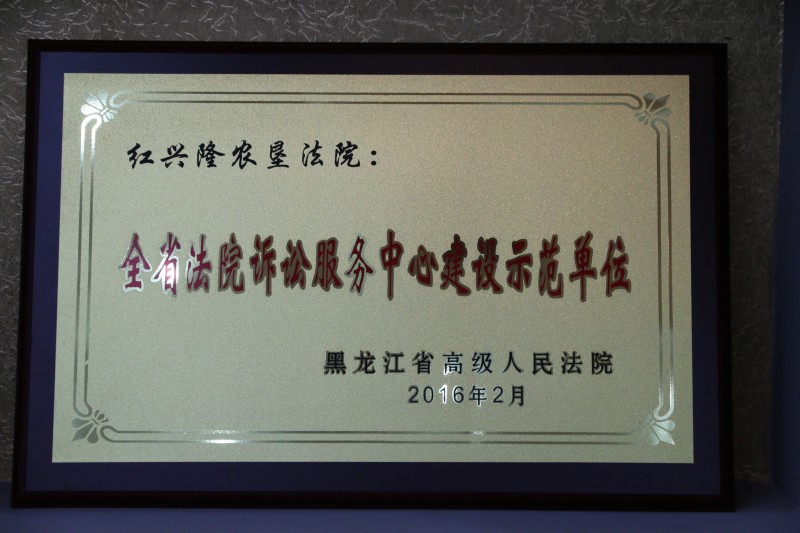 红兴隆农垦法院：
全省法院诉讼服务中心建设示范单位
黑龙江省高级人民法院
2016年2月